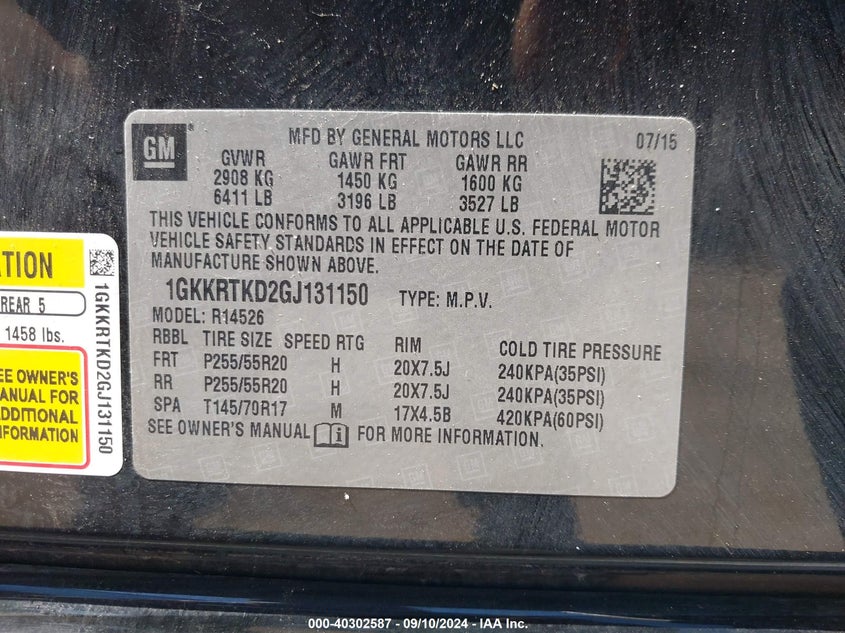 GM
MFD BY GENERAL MOTORS LLC
07/15
GVWR GAWR FRT GAWR RR
2908 KG 1450 KG 1600 KG
6411 LB 3196 LB 3527 LB
THIS VEHICLE CONFORMS TO ALL APPLICABLE U.S. FEDERAL MOTOR
VEHICLE SAFETY STANDARDS IN EFFECT ON THE DATE OF
MANUFACTURE SHOWN ABOVE.
1GKKRTKD2GJ131150 TYPE: M.P.V.
MODEL: R14526
RBBL TIRE SIZE SPEED RTG RIM COLD TIRE PRESSURE
FRT P255/55R20 H 20X7.5J 240KPA(35PSI)
RR P255/55R20 H 20X7.5J 240KPA(35PSI)
SPA T145/70R17 M 17X4.5B 420KPA(60PSI)
SEE OWNER'S MANUAL FOR MORE INFORMATION.
ATION
REAR 5
1458 lbs.
EE OWNER'S
MANUAL FOR
ADDITIONAL
INFORMATION
1GKKRTKD2GJ131150
000-40302587 - 09/10/2024 - IAA Inc.